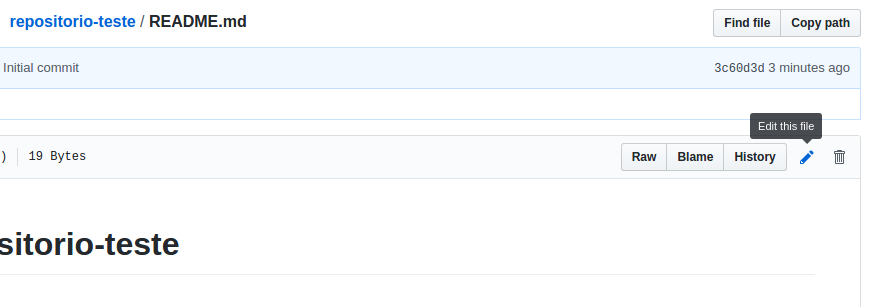 repositorio-teste / README.md
Find file Copy path
Initial commit
3c60d3d 3 minutes ago
Edit this file
) 19 Bytes
Raw Blame History
sitorio-teste